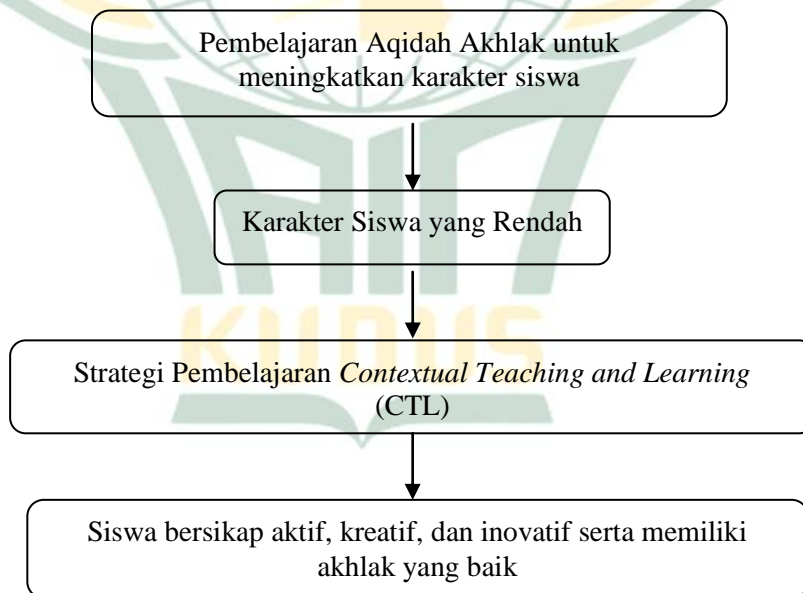 Pembelajaran Aqidah Akhlak untuk
meningkatkan karakter siswa
Karakter Siswa yang Rendah
KUDUS
Strategi Pembelajaran Contextual Teaching and Learning
(CTL)
Siswa bersikap aktif, kreatif, dan inovatif serta memiliki
akhlak yang baik